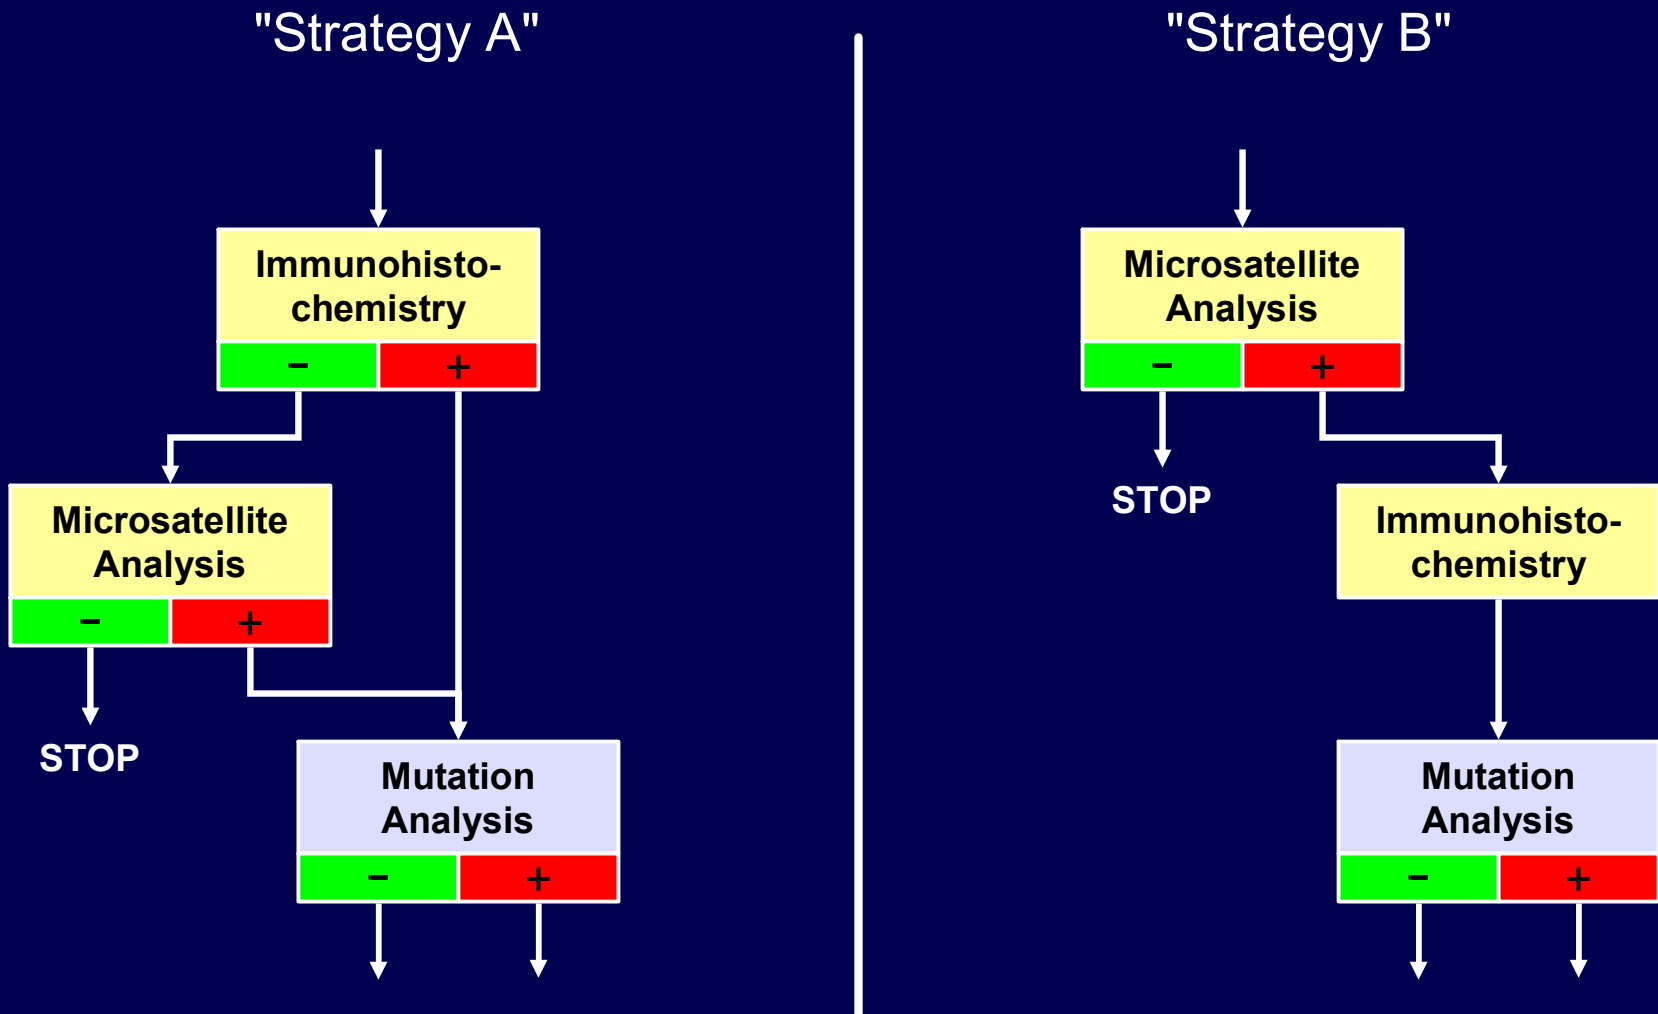 "Strategy A"
Immunohisto-
chemistry
− +
Microsatellite
Analysis
− +
STOP
Mutation
Analysis
− +
"Strategy B"
Microsatellite
Analysis
− +
STOP
Immunohisto-
chemistry
Mutation
Analysis
− +